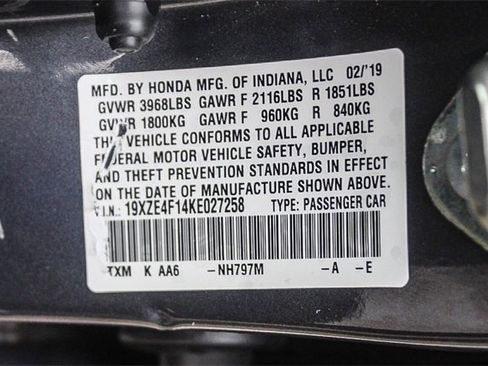 MFD. BY HONDA MFG. OF INDIANA, LLC 02/'19
GVWR 3968LBS GAWR F 2116LBS R 1851LBS
GVWR 1800KG GAWR F 960KG R 840KG
THIS VEHICLE CONFORMS TO ALL APPLICABLE
FEDERAL MOTOR VEHICLE SAFETY, BUMPER,
AND THEFT PREVENTION STANDARDS IN EFFECT
ON THE DATE OF MANUFACTURE SHOWN ABOVE.
V.I.N.: 19XZE4F14KE027258 TYPE: PASSENGER CAR
TXM K AA6 -NH797M -A -E